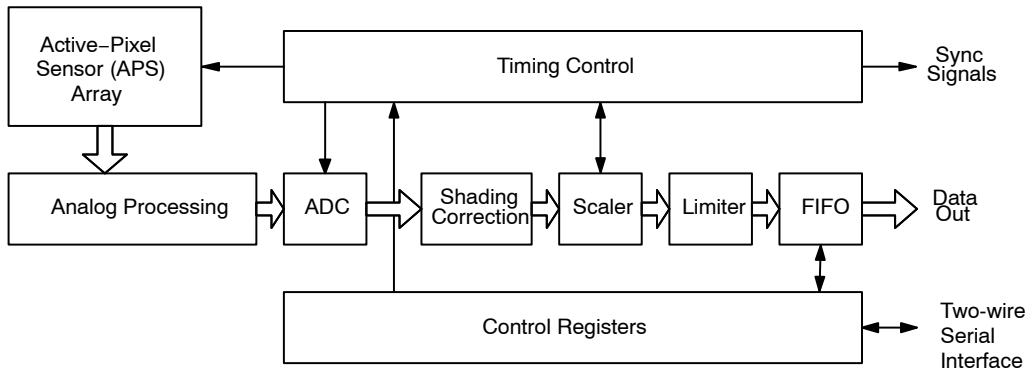 Active−Pixel
Sensor (APS)
Array
Timing Control
Sync
Signals
Analog Processing
ADC
Shading
Correction
Scaler
Limiter
FIFO
Data
Out
Control Registers
Two-wire
Serial
Interface